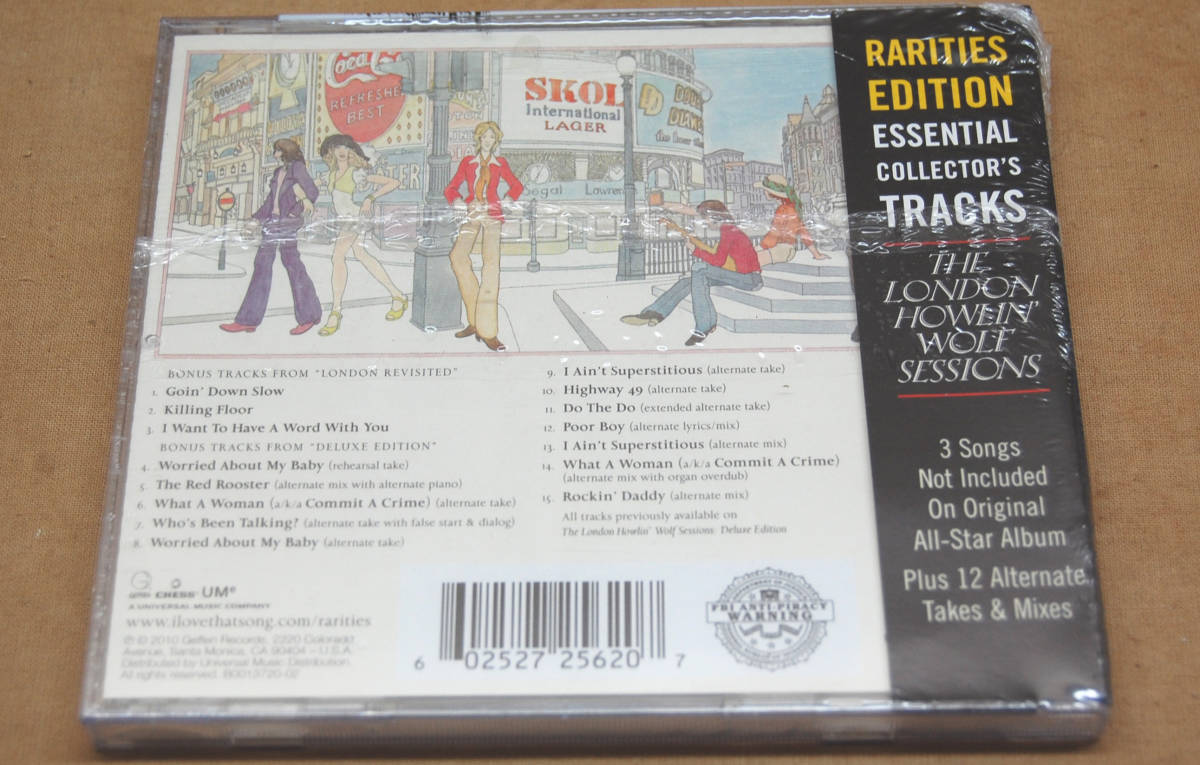 Coca-Cola
REFRESHES
BEST
SKOL
International
LAGER
DD
Segal
RARITIES
EDITION
ESSENTIAL
COLLECTOR'S
TRACKS
THE
LONDON
HOWLIN'
WOLF
SESSIONS
3 Songs
Not Included
On Original
All-Star Album
Plus 12 Alternate
Takes & Mixes
BONUS TRACKS FROM "LONDON REVISITED"
1. Goin' Down Slow
2. Killing Floor
3. I Want To Have A Word With You
BONUS TRACKS FROM "DELUXE EDITION"
4. Worried About My Baby (rehearsal take)
5. The Red Rooster (alternate mix with alternate piano)
6. What A Woman (a/k/a Commit A Crime) (alternate take)
7. Who's Been Talking? (alternate take with false start & dialog)
8. Worried About My Baby (alternate take)
9. I Ain't Superstitious (alternate take)
10. Highway 49 (alternate take)
11. Do The Do (extended alternate take)
12. Poor Boy (alternate lyrics/mix)
13. I Ain't Superstitious (alternate mix)
14. What A Woman (a/k/a Commit A Crime)
(alternate mix with organ overdub)
15. Rockin' Daddy (alternate mix)
All tracks previously available on
The London Howlin' Wolf Sessions: Deluxe Edition
GEFFEN CHESS UMe
A UNIVERSAL MUSIC COMPANY
www.ilovethatsong.com/rarities
℗ © 2010 Geffen Records, 2220 Colorado
Avenue, Santa Monica, CA 90404 – U.S.A.
Distributed by Universal Music Distribution.
All rights reserved. B0013720-02
6 02527 25620 7
FBI ANTI-PIRACY
WARNING